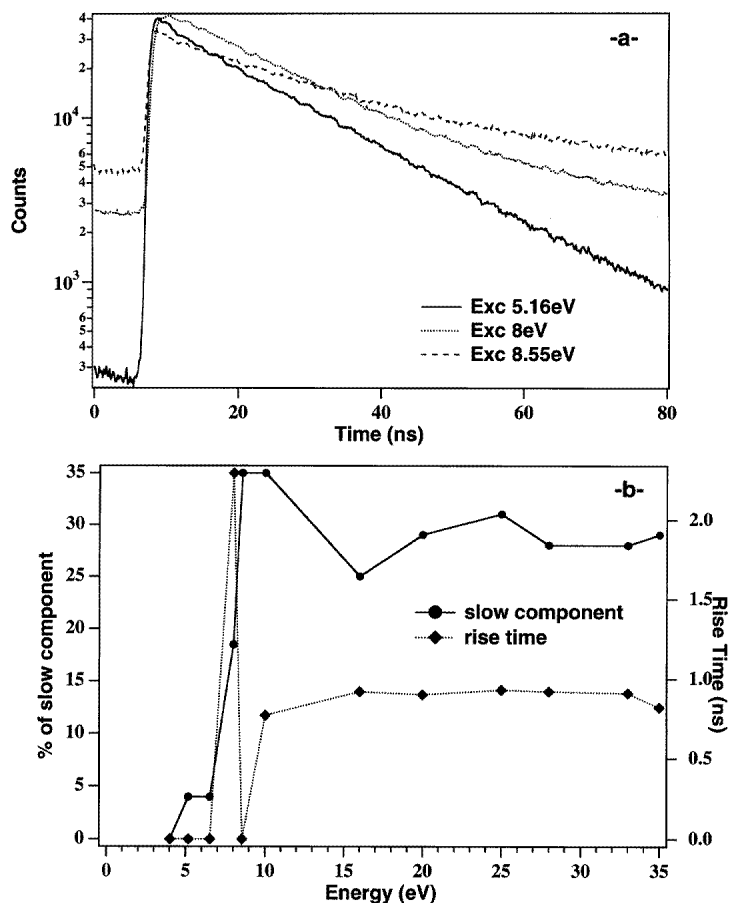 -a-
4
3
2
10⁴
6
5
4
3
2
10³
6
5
4
3
Counts
Exc 5.16eV
Exc 8eV
Exc 8.55eV
0 20 40 60 80
Time (ns)
-b-
35
30
25
20
15
10
5
0
% of slow component
slow component
rise time
2.0
1.5
1.0
0.5
0.0
Rise Time (ns)
0 5 10 15 20 25 30 35
Energy (eV)